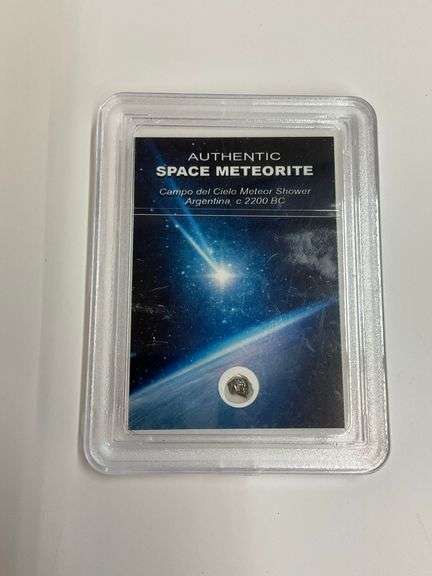 AUTHENTIC
SPACE METEORITE
Campo del Cielo Meteor Shower
Argentina, c 2200 BC